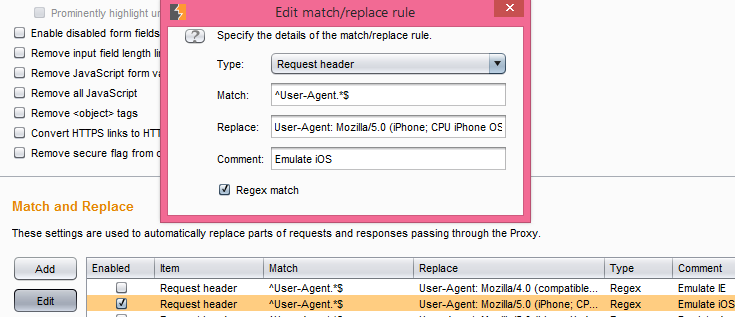 Prominently highlight un
Edit match/replace rule
Enable disabled form fields
Remove input field length li
Remove JavaScript form va
Remove all JavaScript
Remove <object> tags
Convert HTTPS links to HTT
Remove secure flag from c
? Specify the details of the match/replace rule.
Type: Request header
Match: ^User-Agent.*$
Replace: User-Agent: Mozilla/5.0 (iPhone; CPU iPhone OS
Comment: Emulate iOS
Regex match
Match and Replace
These settings are used to automatically replace parts of requests and responses passing through the Proxy.
Add
Edit
Enabled Item Match Replace Type Comment
Request header ^User-Agent.*$ User-Agent: Mozilla/4.0 (compatible... Regex Emulate IE
Request header ^User-Agent.*$ User-Agent: Mozilla/5.0 (iPhone; CP... Regex Emulate iOS